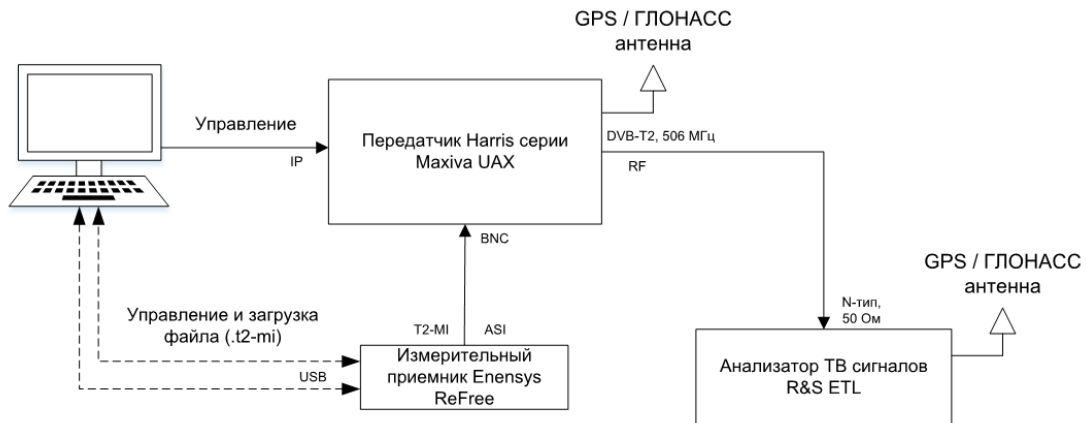 GPS / ГЛОНАСС
антенна
Управление
IP
Передатчик Harris серии
Maxiva UAX
DVB-T2, 506 МГц
RF
BNC
GPS / ГЛОНАСС
антенна
Управление и загрузка
файла (.t2-mi)
T2-MI
ASI
N-тип,
50 Ом
USB
Измерительный
приемник Enensys
ReFree
Анализатор ТВ сигналов
R&S ETL